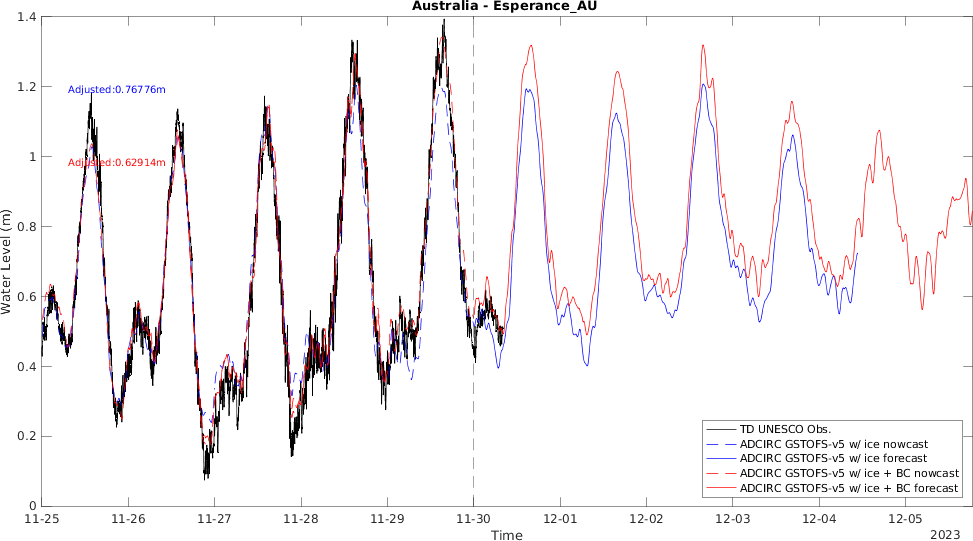 Australia - Esperance_AU
1.4
1.2
1
0.8
0.6
0.4
0.2
0
Water Level (m)
Adjusted:0.76776m
Adjusted:0.62914m
TD UNESCO Obs.
ADCIRC GSTOFS-v5 w/ ice nowcast
ADCIRC GSTOFS-v5 w/ ice forecast
ADCIRC GSTOFS-v5 w/ ice + BC nowcast
ADCIRC GSTOFS-v5 w/ ice + BC forecast
11-25 11-26 11-27 11-28 11-29 11-30 12-01 12-02 12-03 12-04 12-05
Time
2023